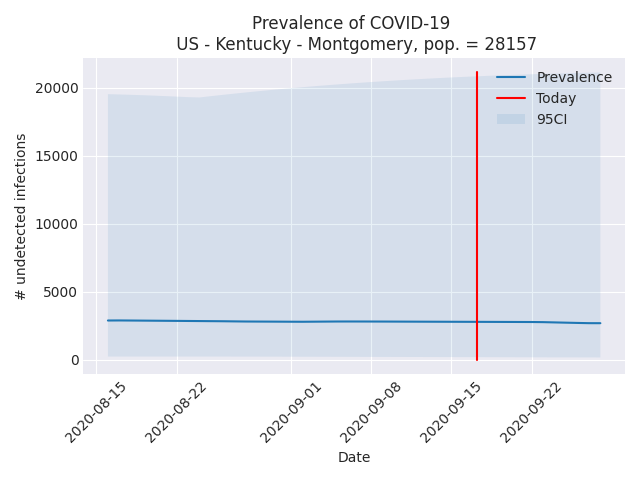 Prevalence of COVID-19
US - Kentucky - Montgomery, pop. = 28157
Prevalence
Today
95CI
20000
15000
10000
5000
0
# undetected infections
2020-08-15
2020-08-22
2020-09-01
2020-09-08
2020-09-15
2020-09-22
Date